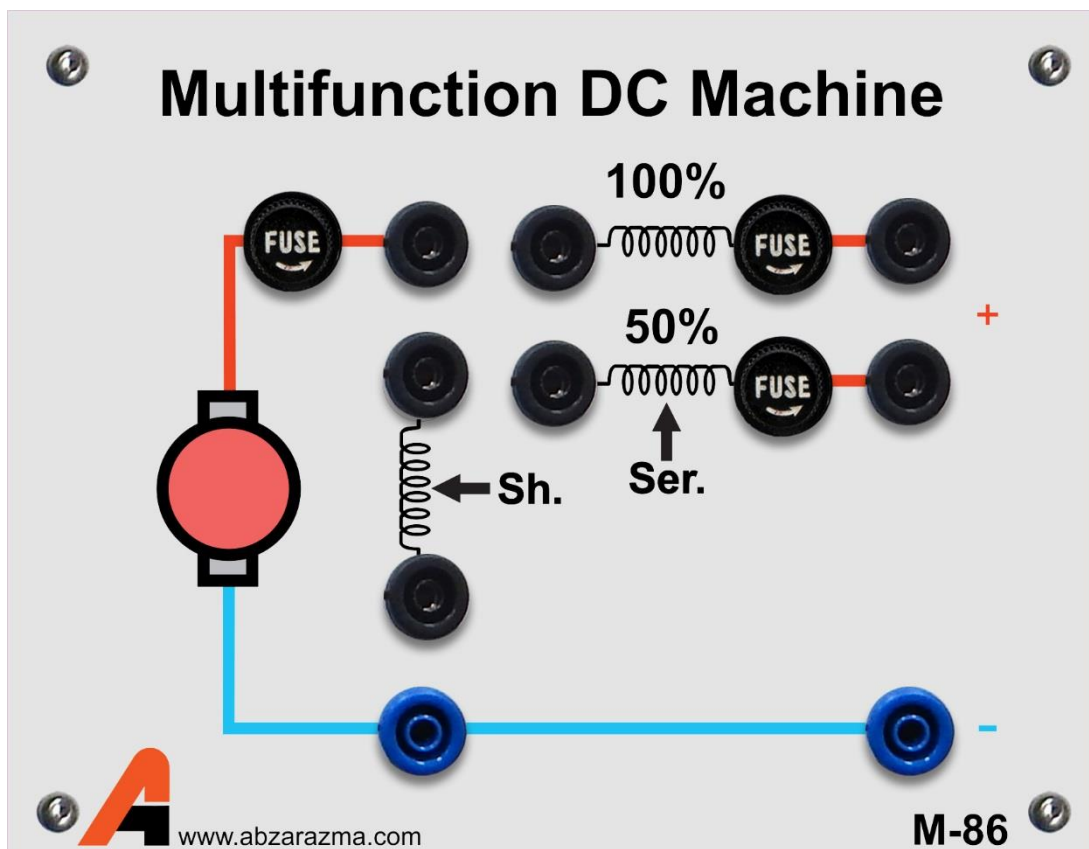 Multifunction DC Machine
100%
FUSE
FUSE
+
50%
FUSE
Ser.
Sh.
-
www.abzarazma.com
M-86